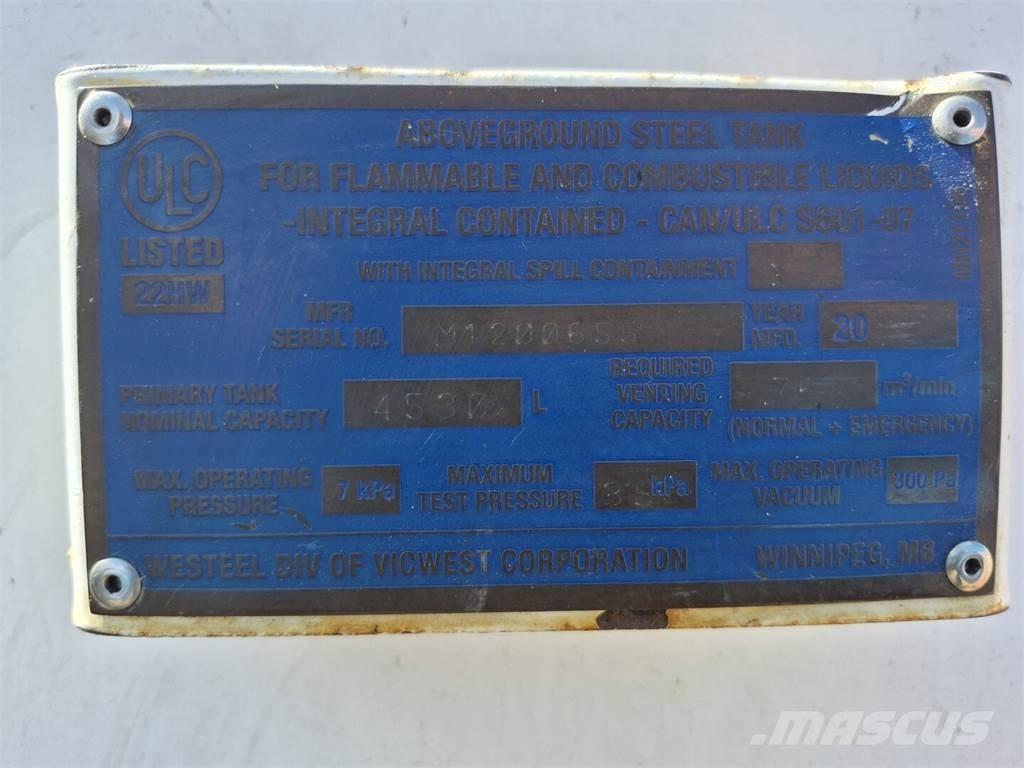 ABOVEGROUND STEEL TANK
FOR FLAMMABLE AND COMBUSTIBLE LIQUIDS
-INTEGRAL CONTAINED - CAN/ULC S601-07
ULC
LISTED
22HW
WITH INTEGRAL SPILL CONTAINMENT
MFR
SERIAL NO.
YEAR
MFD. 20
PRIMARY TANK
NOMINAL CAPACITY 4530 L
REQUIRED
VENTING
CAPACITY
m³/min
(NORMAL + EMERGENCY)
MAX. OPERATING
PRESSURE 7 kPa
MAXIMUM
TEST PRESSURE kPa
MAX. OPERATING
VACUUM 300 Pa
WESTEEL DIV OF VICWEST CORPORATION WINNIPEG, MB
MASCUS